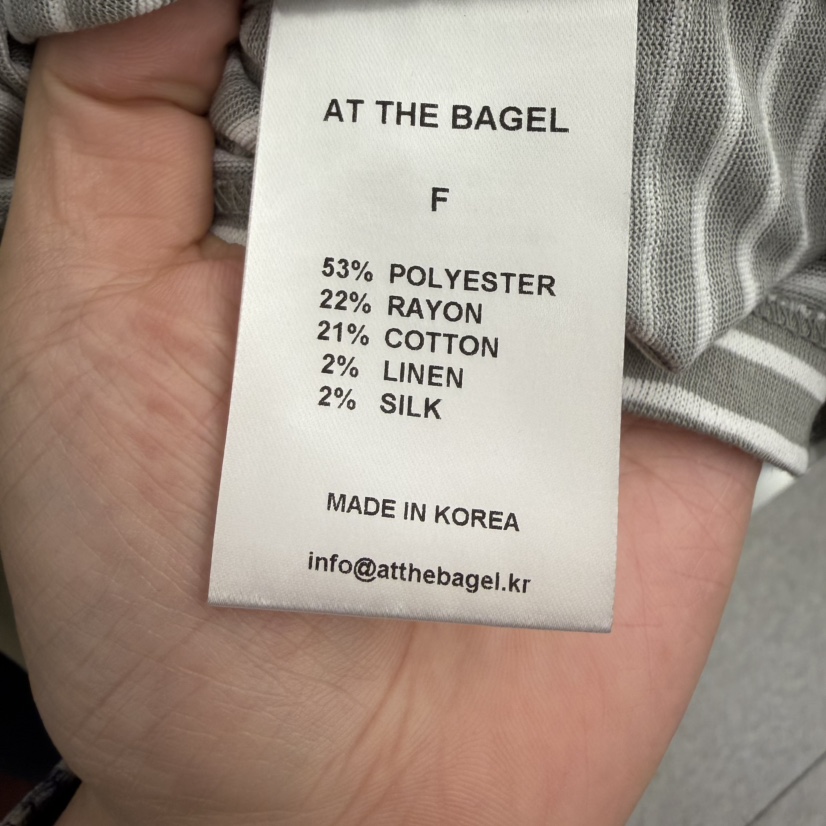 AT THE BAGEL
F
53% POLYESTER
22% RAYON
21% COTTON
2% LINEN
2% SILK
MADE IN KOREA
info@atthebagel.kr